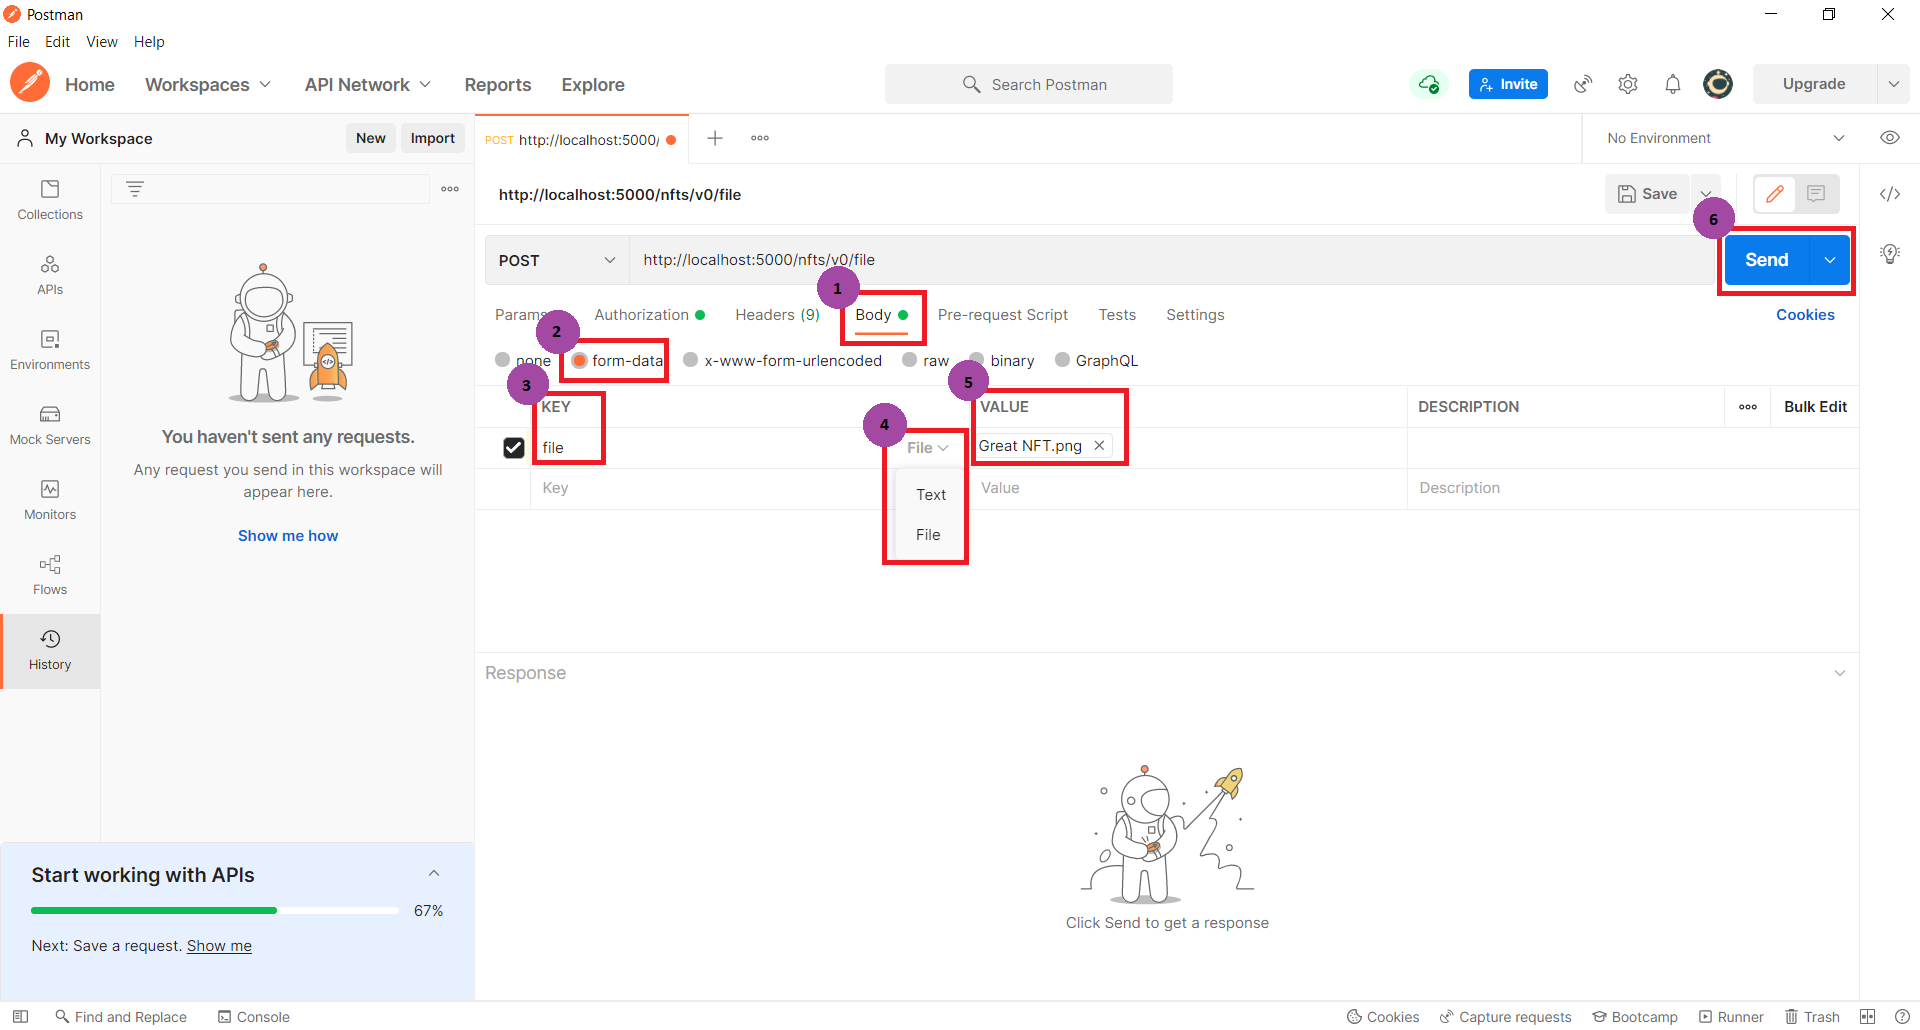 Postman
File Edit View Help
Home Workspaces API Network Reports Explore
Search Postman
Invite
Upgrade
My Workspace
New Import
POST http://localhost:5000/
No Environment
http://localhost:5000/nfts/v0/file
Save
6
POST
http://localhost:5000/nfts/v0/file
Send
1
Params Authorization Headers (9) Body Pre-request Script Tests Settings
Cookies
2
none form-data x-www-form-urlencoded raw binary GraphQL
3
5
KEY VALUE DESCRIPTION
Bulk Edit
4
file File Great NFT.png
Key Value Description
Text
File
Collections
APIs
Environments
Mock Servers
Monitors
Flows
History
You haven't sent any requests.
Any request you send in this workspace will
appear here.
Show me how
Response
Click Send to get a response
Start working with APIs
67%
Next: Save a request. Show me
Find and Replace Console
Cookies Capture requests Bootcamp Runner Trash